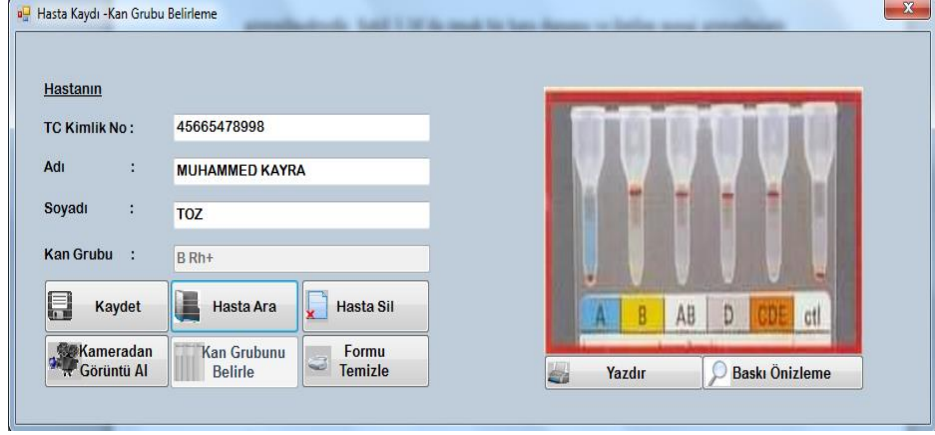 Hasta Kaydı -Kan Grubu Belirleme
Hastanın
TC Kimlik No : 45665478998
Adı : MUHAMMED KAYRA
Soyadı : TOZ
Kan Grubu : B Rh+
Kaydet Hasta Ara Hasta Sil
Kameradan Görüntü Al
Kan Grubunu Belirle
Formu Temizle
A B AB D CDE ctl
Yazdır Baskı Önizleme